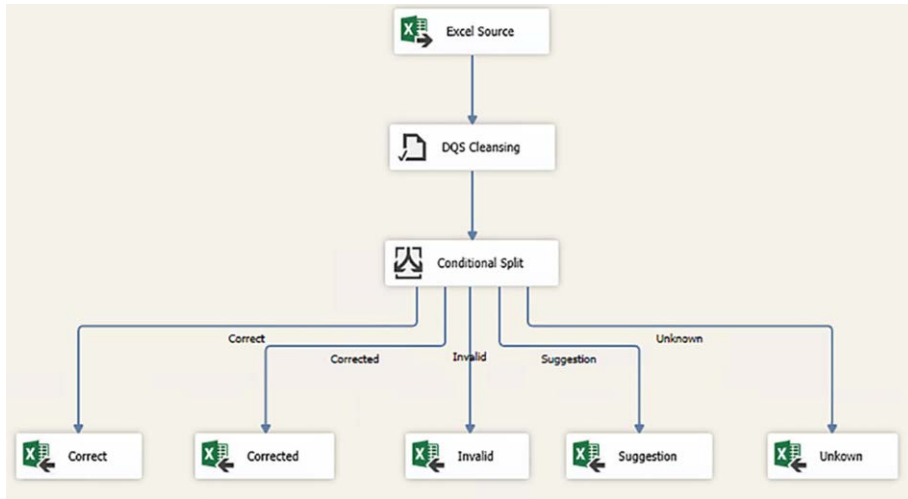 Excel Source
DQS Cleansing
Conditional Split
Correct
Corrected
Invalid
Suggestion
Unknown
Correct
Corrected
Invalid
Suggestion
Unkown